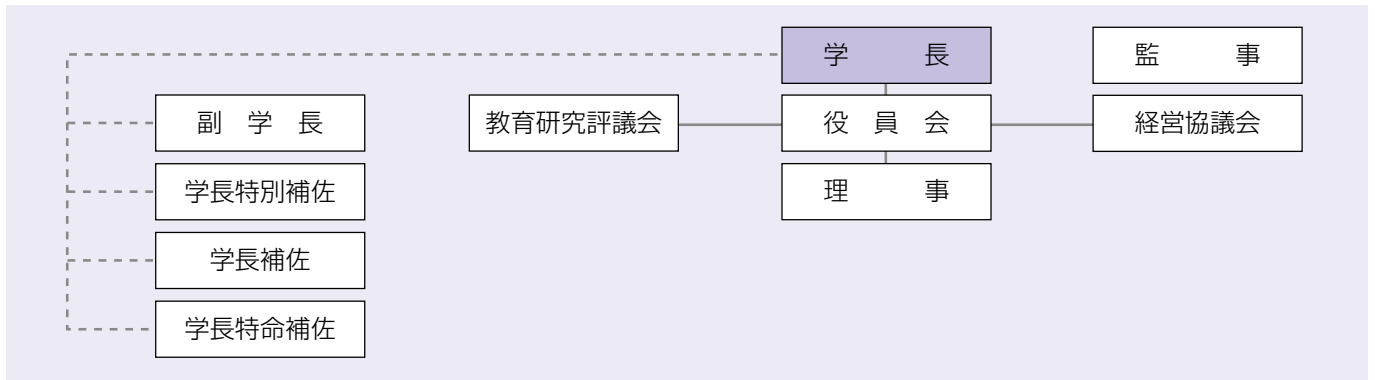 学　　　長
監　　　事
副　学　長
教育研究評議会
役　員　会
経営協議会
学長特別補佐
理　　　事
学長補佐
学長特命補佐